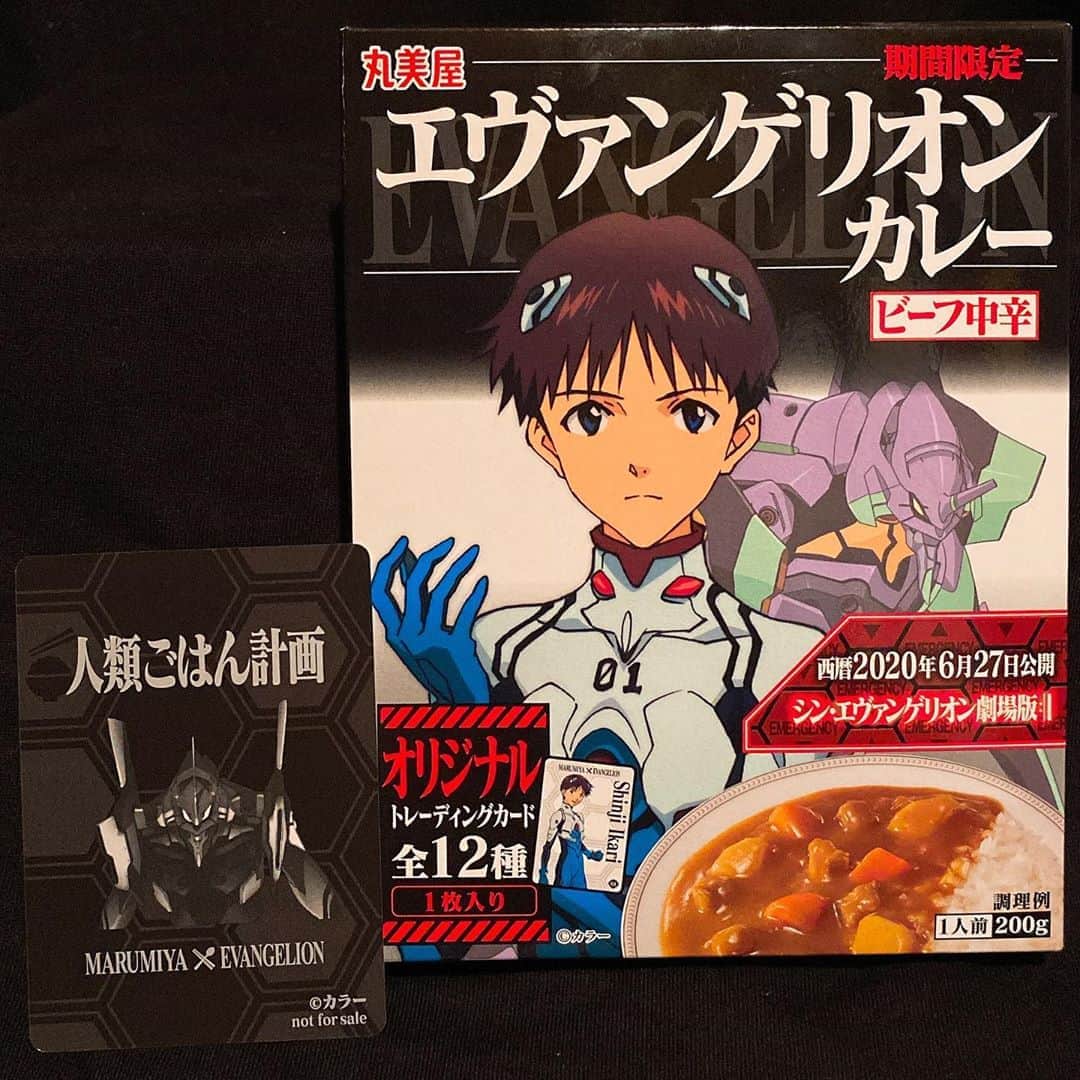 丸美屋
期間限定
EVANGELION
エヴァンゲリオン
カレー
ビーフ中辛
01
西暦2020年6月27日公開
EMERGENCY
シン・エヴァンゲリオン劇場版𝄇
EMERGENCY EMERGENCY EMERGENCY
オリジナル
トレーディングカード
全12種
1枚入り
MARUMIYA × EVANGELION
Shinji Ikari
©カラー
調理例
1人前 200g
人類ごはん計画
MARUMIYA × EVANGELION
©カラー
not for sale